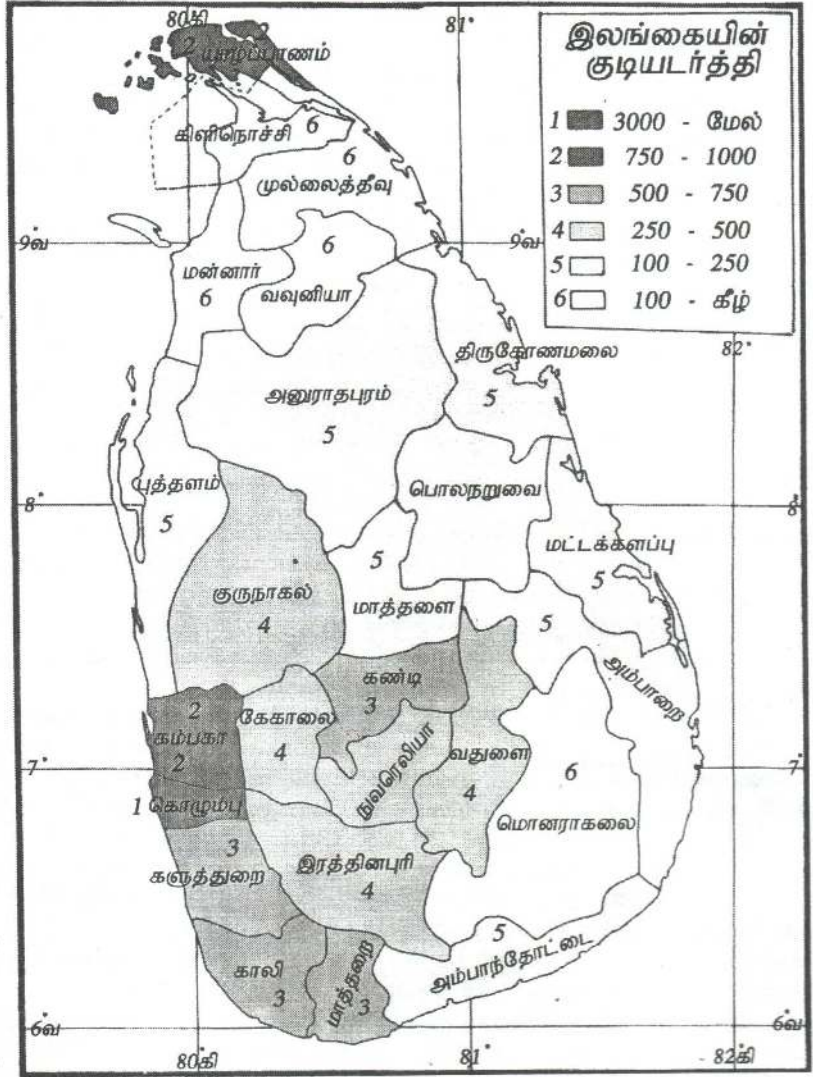 80கி
81°
இலங்கையின்
குடியடர்த்தி
1 3000 - மேல்
2 750 - 1000
3 500 - 750
4 250 - 500
5 100 - 250
6 100 - கீழ்
2
2
யாழ்ப்பாணம்
கிளிநொச்சி
6
6
முல்லைத்தீவு
9வ
9வ
6
மன்னார்
6
வவுனியா
82°
திருகோணமலை
5
அனுராதபுரம்
5
புத்தளம்
5
பொலநறுவை
8°
8°
மட்டக்களப்பு
5
5
மாத்தளை
குருநாகல்
4
5
அம்பாறை
கண்டி
3
2
கம்பகா
2
கேகாலை
4
நுவரெலியா
வதுளை
4
7°
7°
6
மொனராகலை
1 கொழும்பு
3
களுத்துறை
இரத்தினபுரி
4
5
அம்பாந்தோட்டை
காலி
3
மாத்தறை
3
6வ
6வ
80கி
81°
82கி